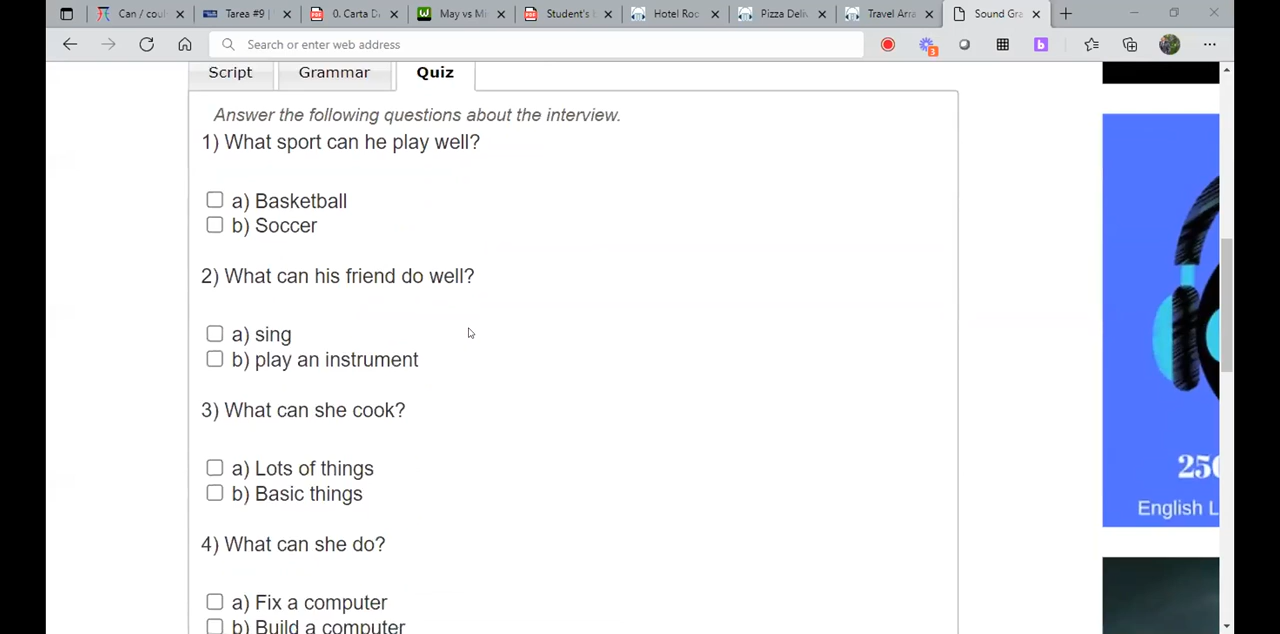 Can / coul
Tarea #9 |
0. Carta D
May vs Mi
Student's
Hotel Roo
Pizza Deliv
Travel Arra
Sound Gra
Search or enter web address
3
b
Script
Grammar
Quiz
Answer the following questions about the interview.
1) What sport can he play well?
a) Basketball
b) Soccer
2) What can his friend do well?
a) sing
b) play an instrument
3) What can she cook?
a) Lots of things
b) Basic things
4) What can she do?
a) Fix a computer
b) Build a computer
250
English L